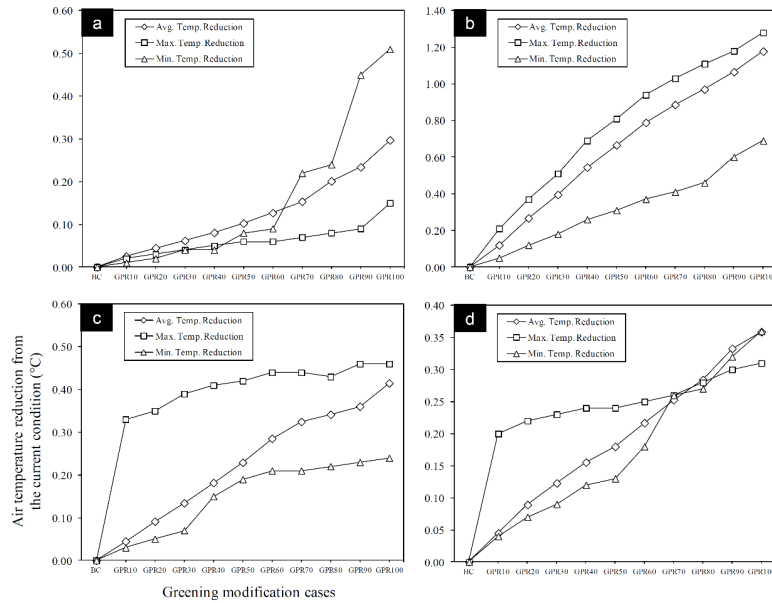 a
Avg. Temp. Reduction
Max. Temp. Reduction
Min. Temp. Reduction
0.60
0.50
0.40
0.30
0.20
0.10
0.00
BC GPR10 GPR20 GPR30 GPR40 GPR50 GPR60 GPR70 GPR80 GPR90 GPR100
b
Avg. Temp. Reduction
Max. Temp. Reduction
Min. Temp. Reduction
1.40
1.20
1.00
0.80
0.60
0.40
0.20
0.00
BC GPR10 GPR20 GPR30 GPR40 GPR50 GPR60 GPR70 GPR80 GPR90 GPR100
c
Avg. Temp. Reduction
Max. Temp. Reduction
Min. Temp. Reduction
0.60
0.50
0.40
0.30
0.20
0.10
0.00
BC GPR10 GPR20 GPR30 GPR40 GPR50 GPR60 GPR70 GPR80 GPR90 GPR100
d
Avg. Temp. Reduction
Max. Temp. Reduction
Min. Temp. Reduction
0.40
0.35
0.30
0.25
0.20
0.15
0.10
0.05
0.00
BC GPR10 GPR20 GPR30 GPR40 GPR50 GPR60 GPR70 GPR80 GPR90 GPR100
Air temperature reduction from
the current condition (°C)
Greening modification cases